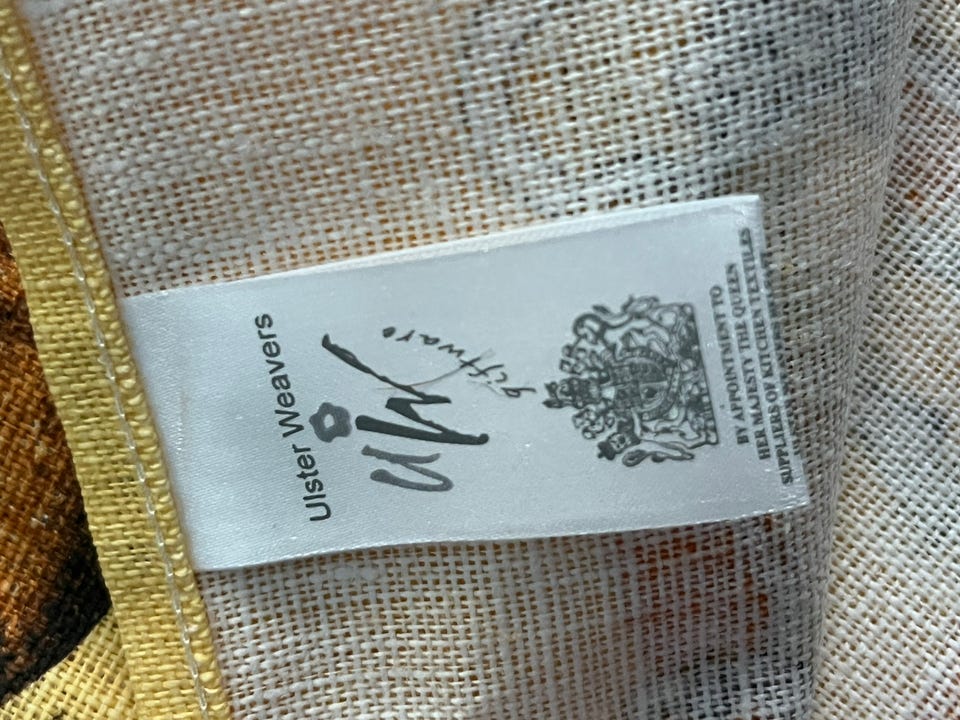 Ulster Weavers
UW
giftware
BY APPOINTMENT TO
HER MAJESTY THE QUEEN
SUPPLIERS OF KITCHEN TEXTILES